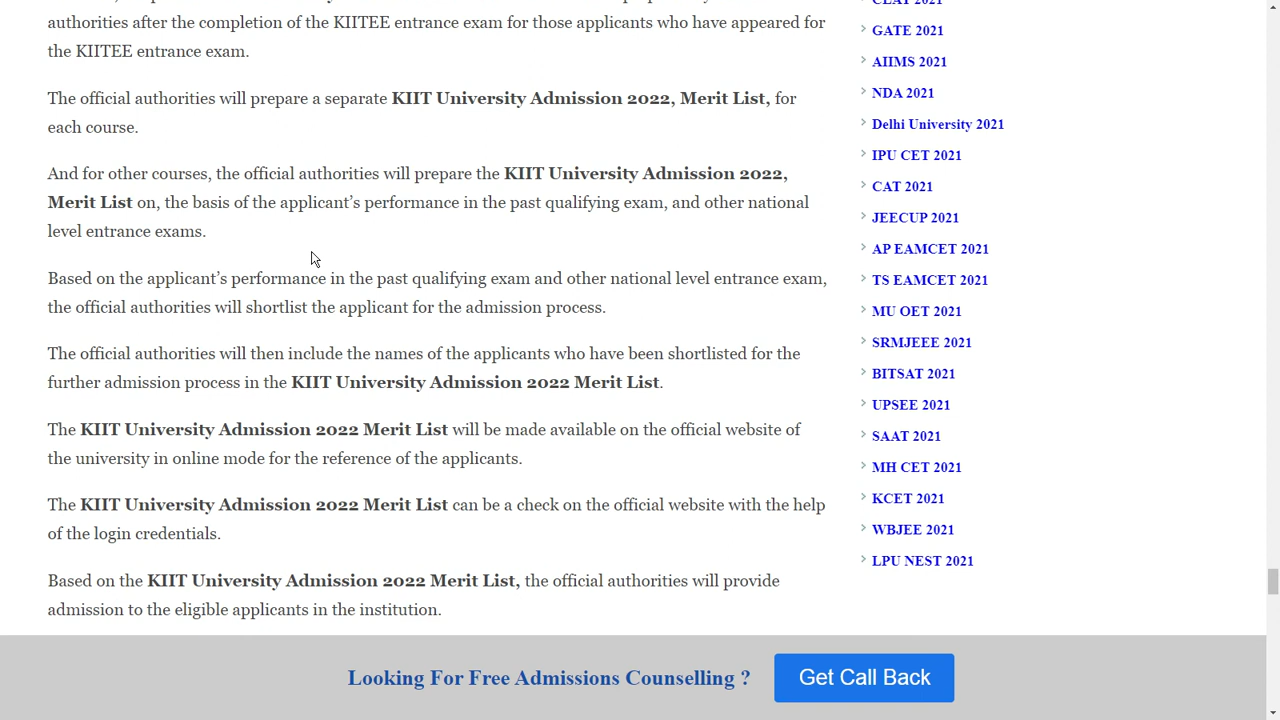 authorities after the completion of the KIITEE entrance exam for those applicants who have appeared for
the KIITEE entrance exam.
The official authorities will prepare a separate KIIT University Admission 2022, Merit List, for
each course.
And for other courses, the official authorities will prepare the KIIT University Admission 2022,
Merit List on, the basis of the applicant’s performance in the past qualifying exam, and other national
level entrance exams.
Based on the applicant’s performance in the past qualifying exam and other national level entrance exam,
the official authorities will shortlist the applicant for the admission process.
The official authorities will then include the names of the applicants who have been shortlisted for the
further admission process in the KIIT University Admission 2022 Merit List.
The KIIT University Admission 2022 Merit List will be made available on the official website of
the university in online mode for the reference of the applicants.
The KIIT University Admission 2022 Merit List can be a check on the official website with the help
of the login credentials.
Based on the KIIT University Admission 2022 Merit List, the official authorities will provide
admission to the eligible applicants in the institution.
CLAT 2021
GATE 2021
AIIMS 2021
NDA 2021
Delhi University 2021
IPU CET 2021
CAT 2021
JEECUP 2021
AP EAMCET 2021
TS EAMCET 2021
MU OET 2021
SRMJEEE 2021
BITSAT 2021
UPSEE 2021
SAAT 2021
MH CET 2021
KCET 2021
WBJEE 2021
LPU NEST 2021
Looking For Free Admissions Counselling ?
Get Call Back